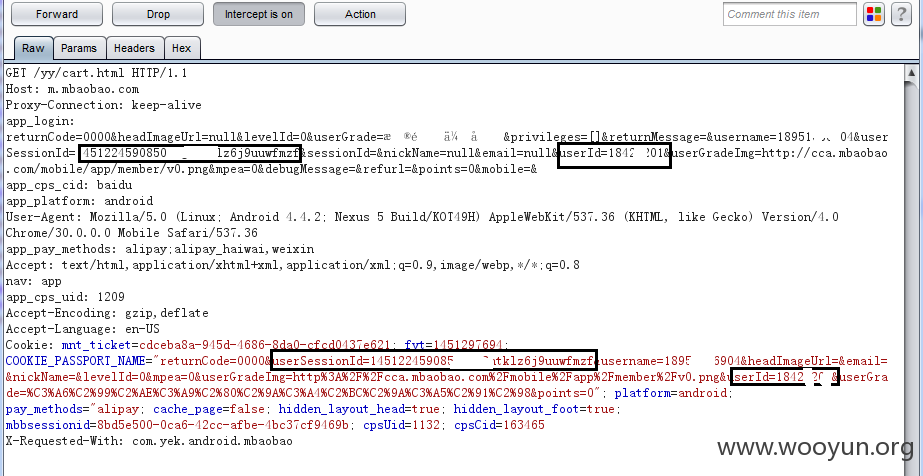 Forward Drop Intercept is on Action Comment this item ?
Raw Params Headers Hex
GET /yy/cart.html HTTP/1.1
Host: m.mbaobao.com
Proxy-Connection: keep-alive
app_login:
returnCode=0000&headImageUrl=null&levelId=0&userGrade=æ ®é ä¼ å &privileges=[]&returnMessage=&username=18951 04&user
SessionId= 451224590850 lz6j9uuwfmzf&sessionId=&nickName=null&email=null&userId=1842 201&userGradeImg=http://cca.mbaobao
.com/mobile/app/member/v0.png&mpea=0&debugMessage=&refurl=&points=0&mobile=&
app_cps_cid: baidu
app_platform: android
User-Agent: Mozilla/5.0 (Linux; Android 4.4.2; Nexus 5 Build/KOT49H) AppleWebKit/537.36 (KHTML, like Gecko) Version/4.0
Chrome/30.0.0.0 Mobile Safari/537.36
app_pay_methods: alipay;alipay_haiwai,weixin
Accept: text/html,application/xhtml+xml,application/xml;q=0.9,image/webp,*/*;q=0.8
nav: app
app_cps_uid: 1209
Accept-Encoding: gzip,deflate
Accept-Language: en-US
Cookie: mnt_ticket=cdceba8a-945d-4686-8da0-cfcd0437e621; fvt=1451297694;
COOKIE_PASSPORT_NAME="returnCode=0000&userSessionId=145122459085 tklz6j9uuwfmzf&username=1895 5904&headImageUrl=&email=
&nickName=&levelId=0&mpea=0&userGradeImg=http%3A%2F%2Fcca.mbaobao.com%2Fmobile%2Fapp%2Fmember%2Fv0.png&userId=1842 20 &userGra
de=%C3%A6%C2%99%C2%AE%C3%A9%C2%80%C2%9A%C3%A4%C2%BC%C2%9A%C3%A5%C2%91%C2%98&points=0"; platform=android;
pay_methods="alipay; cache_page=false; hidden_layout_head=true; hidden_layout_foot=true;
mbbsessionid=8bd5e500-0ca6-42cc-afbe-4bc37cf9469b; cpsUid=1132; cpsCid=163465
X-Requested-With: com.yek.android.mbaobao
www.wooyun.org